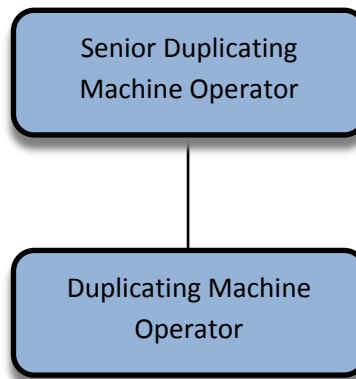 Senior Duplicating
Machine Operator
Duplicating Machine
Operator